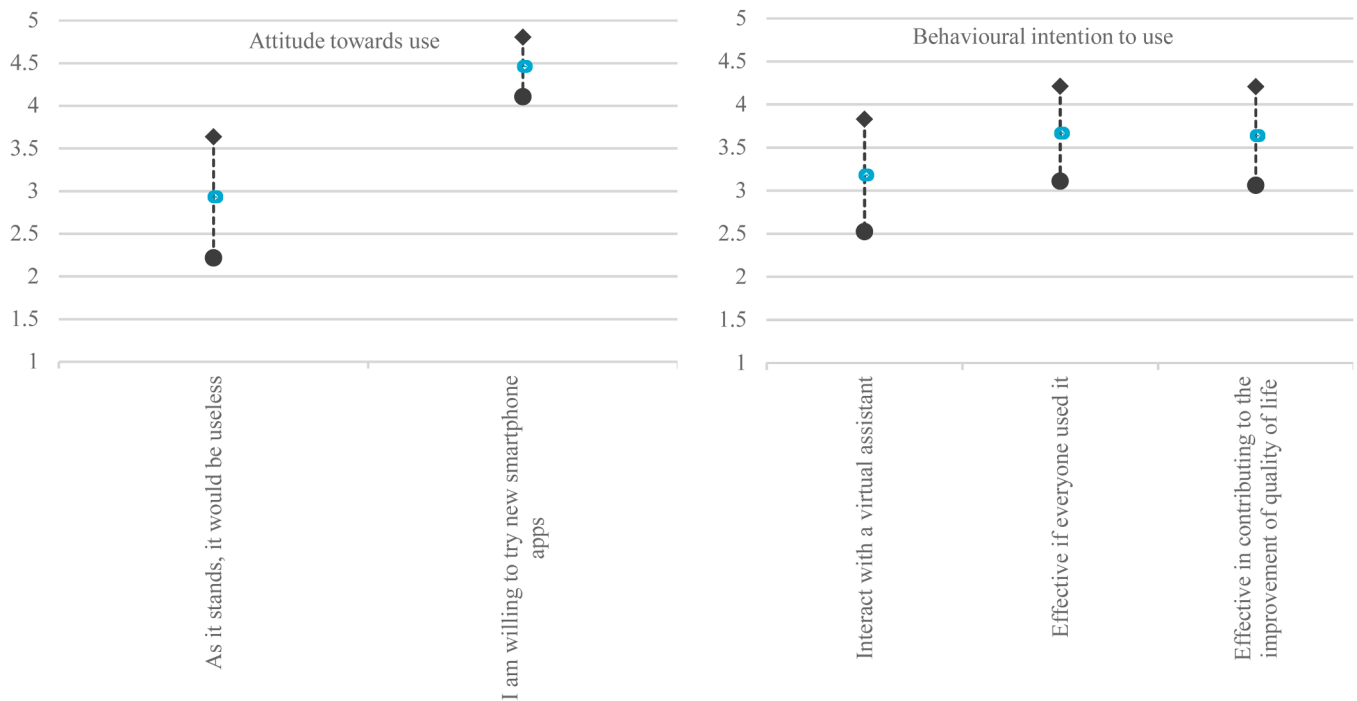 Attitude towards use
5
4.5
4
3.5
3
2.5
2
1.5
1
As it stands, it would be useless
I am willing to try new smartphone
apps
Behavioural intention to use
5
4.5
4
3.5
3
2.5
2
1.5
1
Interact with a virtual assistant
Effective if everyone used it
Effective in contributing to the
improvement of quality of life